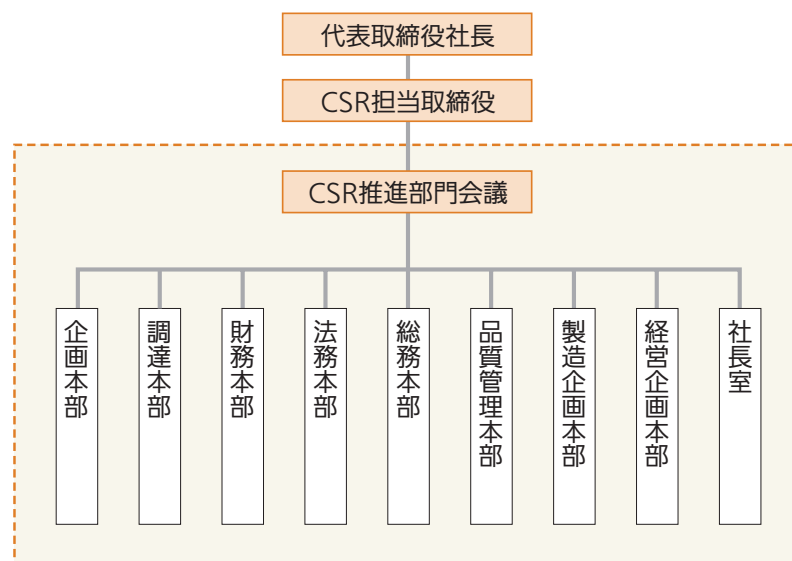 代表取締役社長
CSR担当取締役
CSR推進部門会議
企画本部
調達本部
財務本部
法務本部
総務本部
品質管理本部
製造企画本部
経営企画本部
社長室